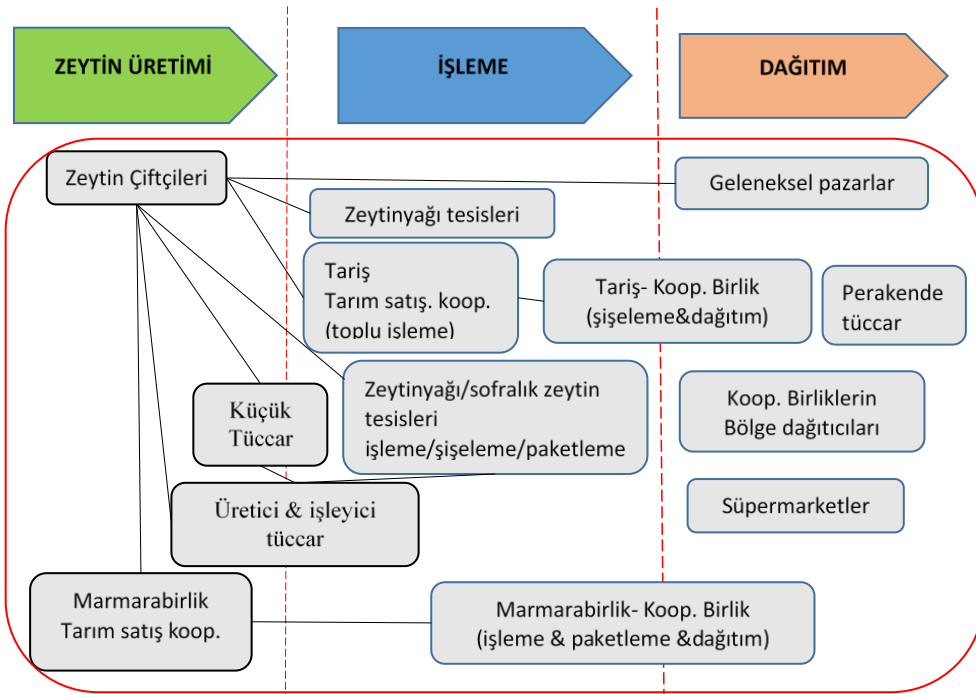 ZEYTİN ÜRETİMİ
İŞLEME
DAĞITIM
Zeytin Çiftçileri
Geleneksel pazarlar
Zeytinyağı tesisleri
Tariş
Tarım satış. koop.
(toplu işleme)
Tariş- Koop. Birlik
(şişeleme&dağıtım)
Perakende
tüccar
Küçük
Tüccar
Zeytinyağı/sofralık zeytin
tesisleri
işleme/şişeleme/paketleme
Koop. Birliklerin
Bölge dağıtıcıları
Üretici & işleyici
tüccar
Süpermarketler
Marmarabirlik
Tarım satış koop.
Marmarabirlik- Koop. Birlik
(işleme & paketleme &dağıtım)